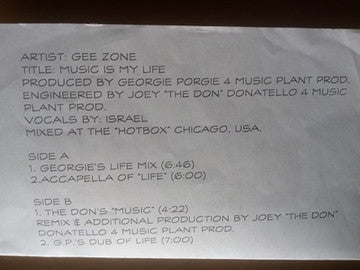 ARTIST: GEE ZONE
TITLE: MUSIC IS MY LIFE
PRODUCED BY GEORGIE PORGIE 4 MUSIC PLANT PROD.
ENGINEERED BY JOEY "THE DON" DONATELLO 4 MUSIC
PLANT PROD.
VOCALS BY: ISRAEL
MIXED AT THE "HOTBOX" CHICAGO, USA.
SIDE A
1. GEORGIE'S LIFE MIX (6:46)
2.ACCAPELLA OF "LIFE" (6:00)
SIDE B
1. THE DON'S "MUSIC" (4:22)
REMIX & ADDITIONAL PRODUCTION BY JOEY "THE DON"
DONATELLO 4 MUSIC PLANT PROD.
2. G.P.'S DUB OF LIFE (7:00)